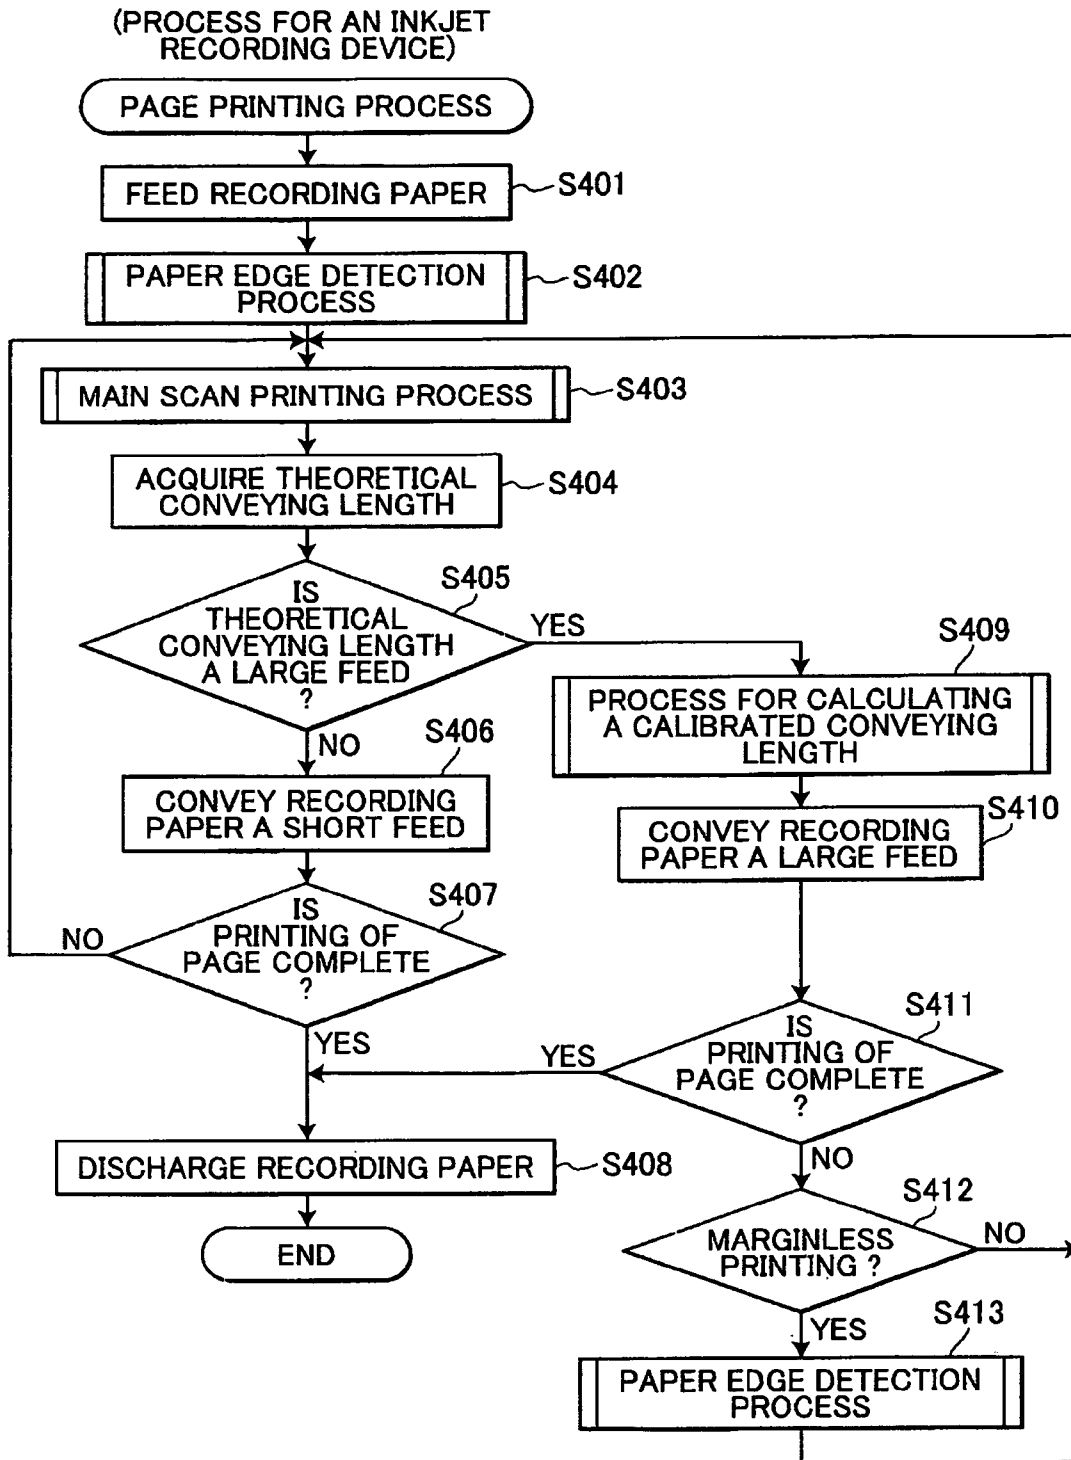 (PROCESS FOR AN INKJET
RECORDING DEVICE)
PAGE PRINTING PROCESS
FEED RECORDING PAPER
S401
PAPER EDGE DETECTION
PROCESS
S402
MAIN SCAN PRINTING PROCESS
S403
ACQUIRE THEORETICAL
CONVEYING LENGTH
S404
IS
THEORETICAL
CONVEYING LENGTH
A LARGE FEED
?
S405
YES
NO
S406
CONVEY RECORDING
PAPER A SHORT FEED
IS
PRINTING OF
PAGE COMPLETE
?
S407
NO
YES
DISCHARGE RECORDING PAPER
S408
END
S409
PROCESS FOR CALCULATING
A CALIBRATED CONVEYING
LENGTH
S410
CONVEY RECORDING
PAPER A LARGE FEED
S411
IS
PRINTING OF
PAGE COMPLETE
?
YES
NO
S412
MARGINLESS
PRINTING ?
NO
YES
S413
PAPER EDGE DETECTION
PROCESS